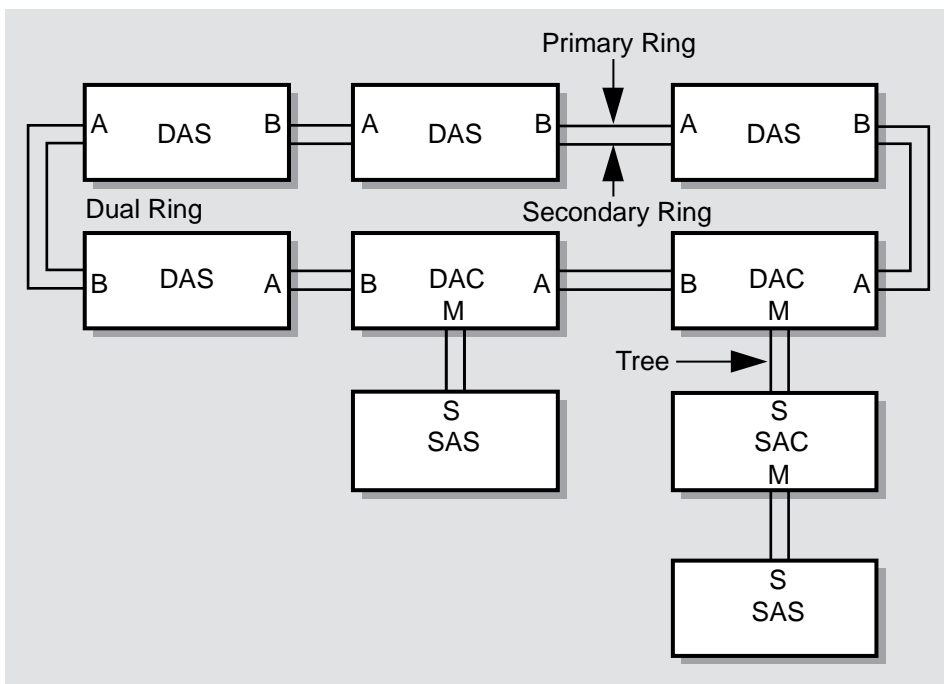 Primary Ring
A DAS B A DAS B A DAS B
Dual Ring
Secondary Ring
B DAS A B DAC A B DAC A
M M
Tree
S S
SAS SAC
M
S
SAS